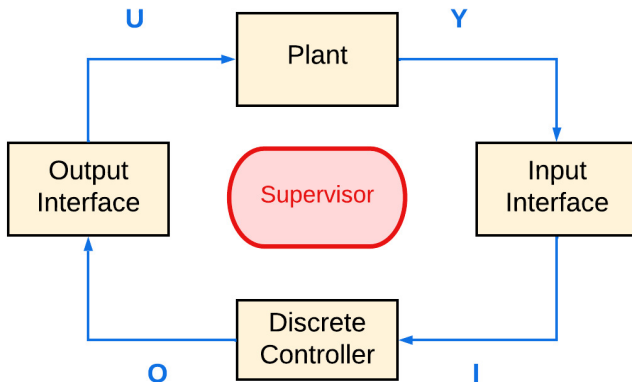 U
Y
Plant
Output
Interface
Supervisor
Input
Interface
Discrete
Controller
O
I